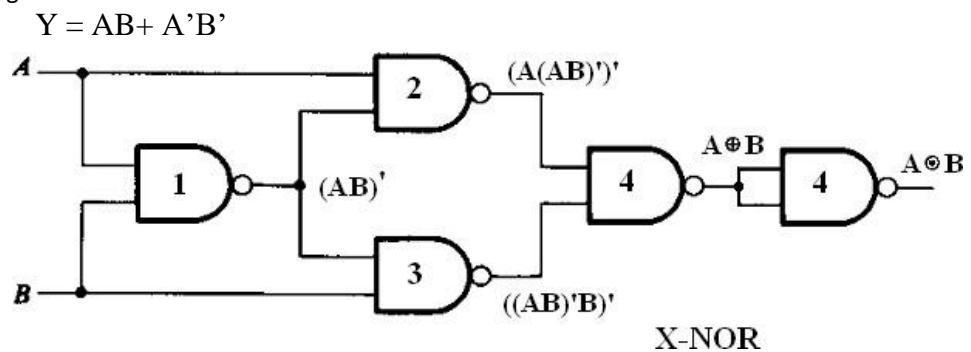 Y = AB+ A’B’
A
2
(A(AB)')'
1
(AB)'
4
A⊕B
4
A⊙B
3
B
((AB)'B)'
X-NOR